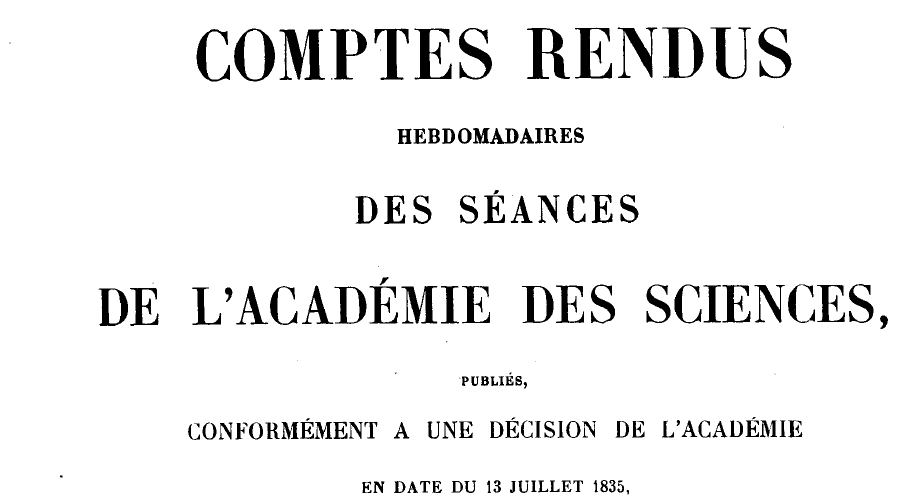 COMPTES RENDUS
HEBDOMADAIRES
DES SÉANCES
DE L'ACADÉMIE DES SCIENCES,
PUBLIÉS,
CONFORMÉMENT A UNE DÉCISION DE L'ACADÉMIE
EN DATE DU 13 JUILLET 1835,